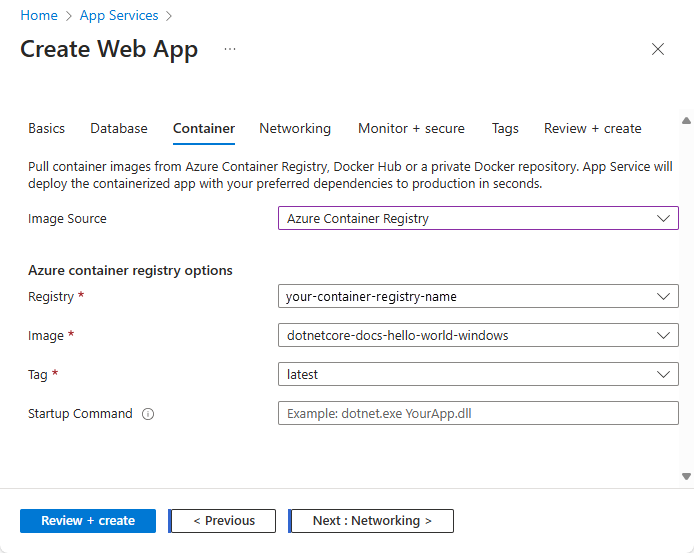 Home > App Services >
Create Web App ...
Basics Database Container Networking Monitor + secure Tags Review + create
Pull container images from Azure Container Registry, Docker Hub or a private Docker repository. App Service will
deploy the containerized app with your preferred dependencies to production in seconds.
Image Source Azure Container Registry
Azure container registry options
Registry * your-container-registry-name
Image * dotnetcore-docs-hello-world-windows
Tag * latest
Startup Command Example: dotnet.exe YourApp.dll
Review + create < Previous Next : Networking >